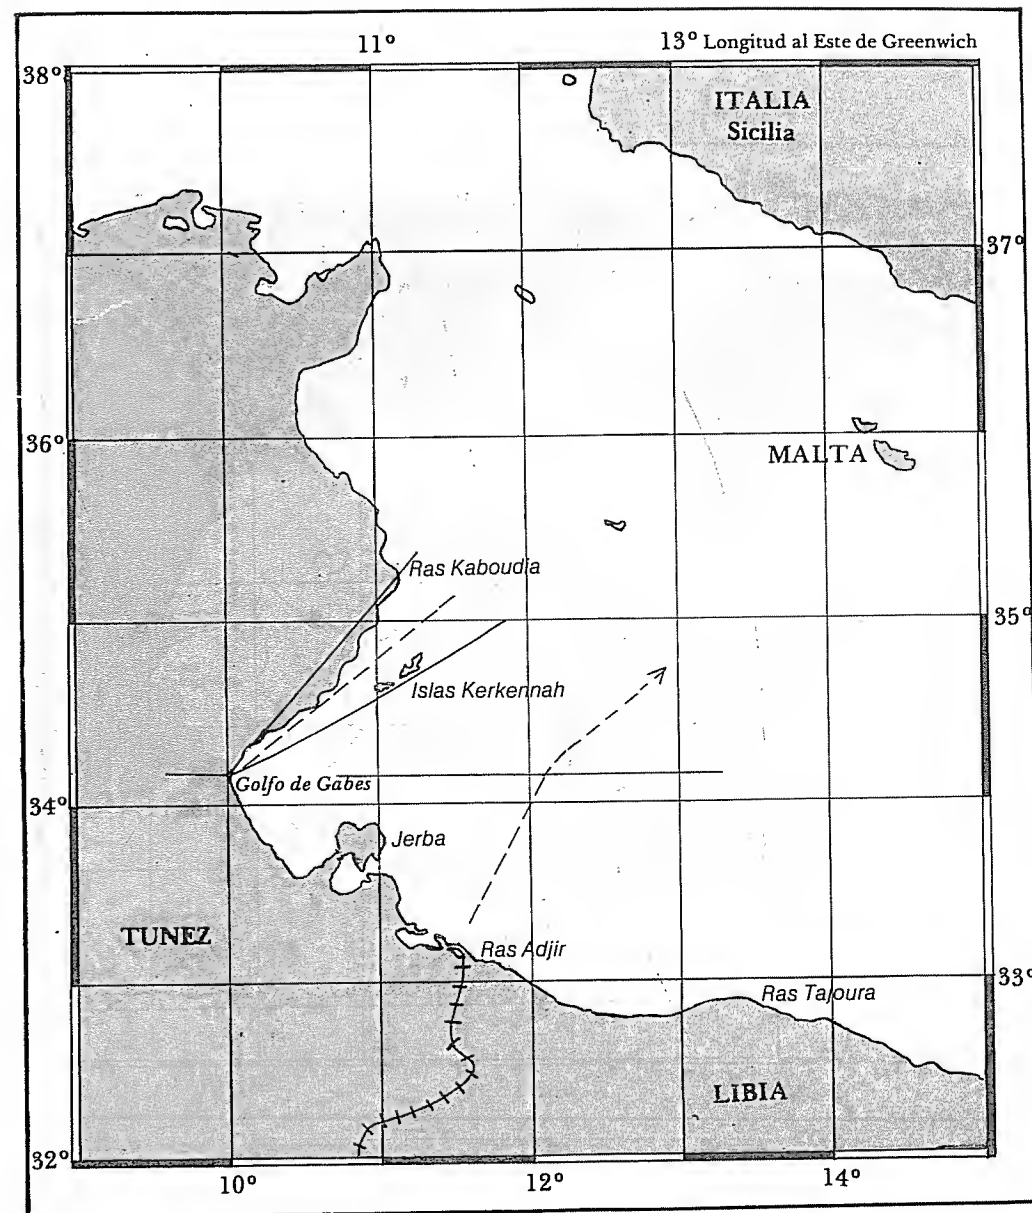 11°
13° Longitud al Este de Greenwich
38°
ITALIA
Sicilia
37°
36°
MALTA
Ras Kaboudia
35°
Islas Kerkennah
Golfo de Gabes
34°
Jerba
TUNEZ
Ras Adjir
33°
Ras Tajoura
LIBIA
32°
10°
12°
14°